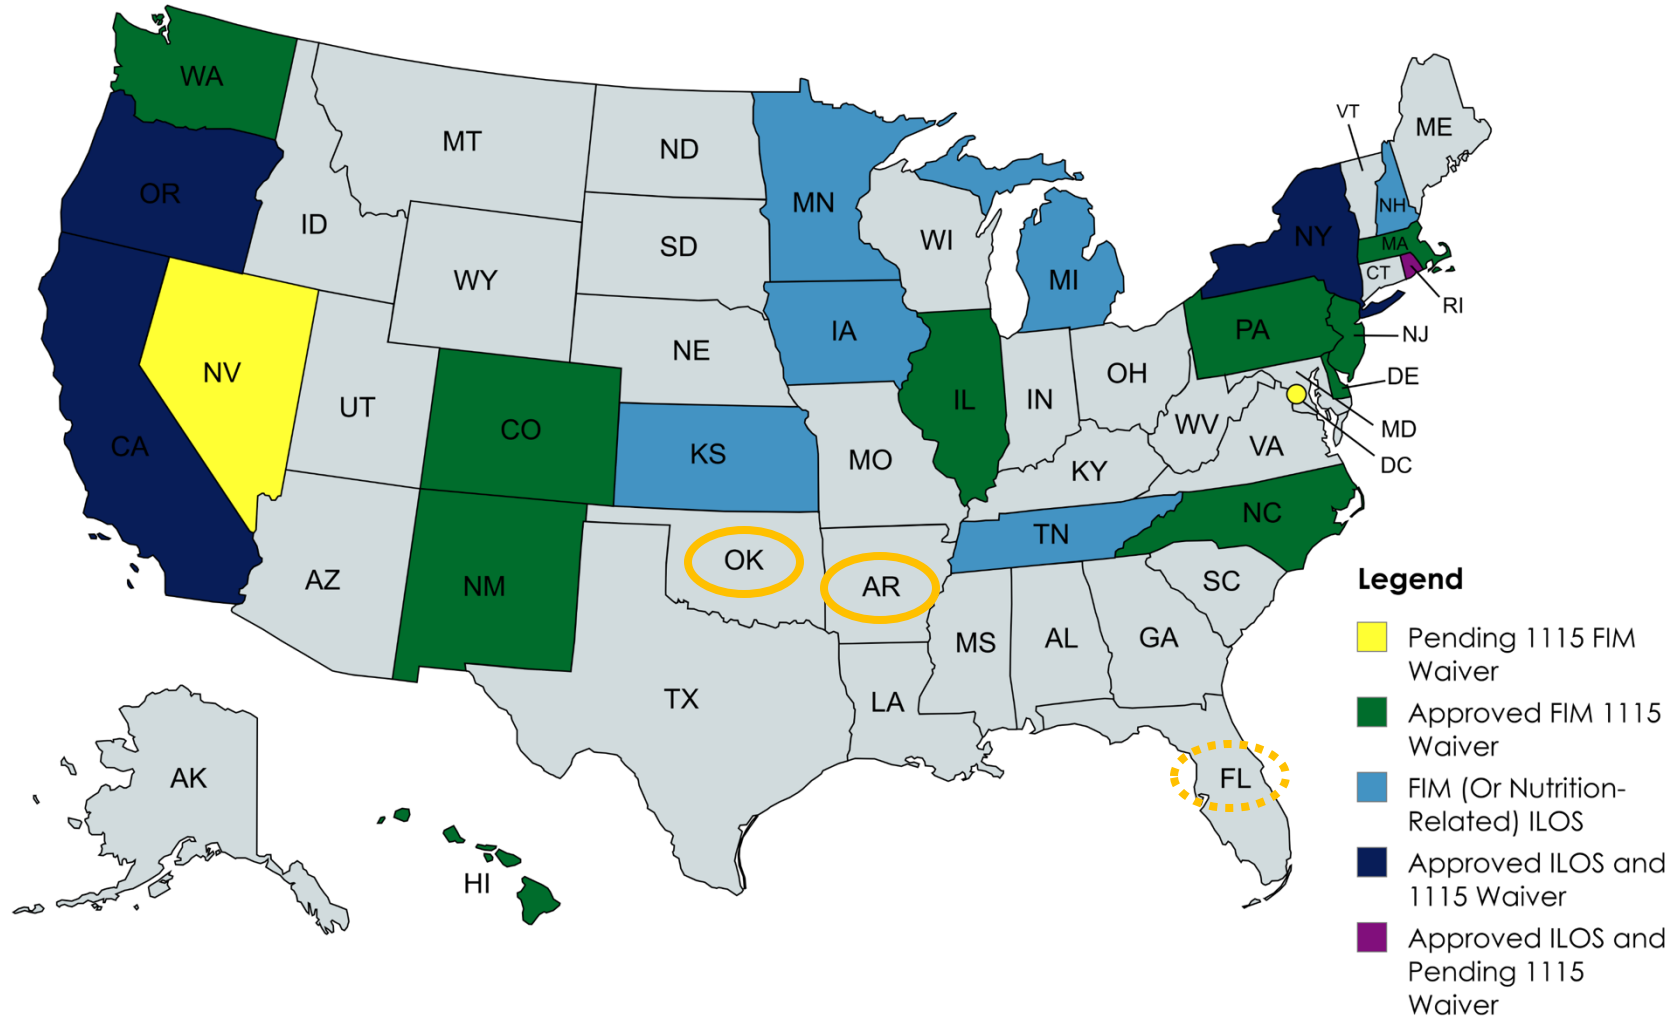 WA
MT
ND
MN
VT
ME
OR
ID
SD
WI
NH
NY
MA
WY
MI
CT
RI
IA
PA
NJ
NV
NE
OH
DE
UT
IL
IN
CO
MD
CA
KS
MO
WV
VA
DC
KY
NC
TN
OK
AZ
NM
AR
SC
MS
AL
GA
TX
LA
AK
FL
HI
Legend
Pending 1115 FIM
Waiver
Approved FIM 1115
Waiver
FIM (Or Nutrition-
Related) ILOS
Approved ILOS and
1115 Waiver
Approved ILOS and
Pending 1115
Waiver